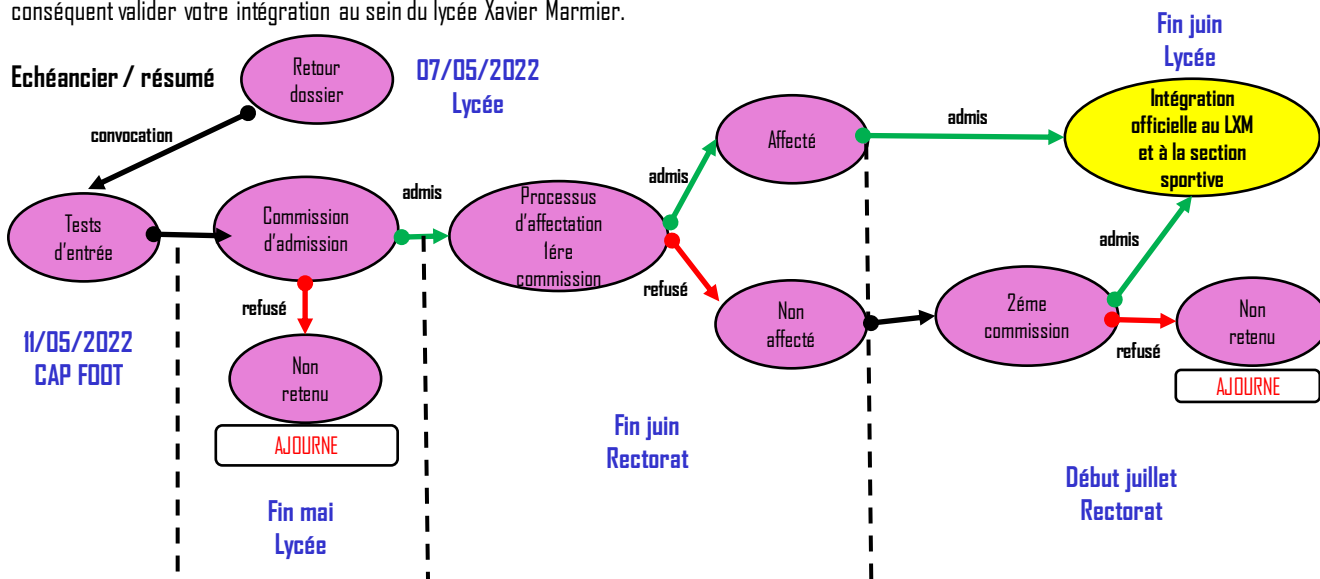 conséquent valider votre intégration au sein du lycée Xavier Marmier.
Echéancier / résumé
Retour
dossier
07/05/2022
Lycée
convocation
Tests
d'entrée
11/05/2022
CAP FOOT
Commission
d'admission
admis
refusé
Non
retenu
AJOURNE
Fin mai
Lycée
Processus
d'affectation
1ére
commission
admis
refusé
Affecté
Non
affecté
Fin juin
Rectorat
admis
Fin juin
Lycée
Intégration
officielle au LXM
et à la section
sportive
2éme
commission
admis
refusé
Non
retenu
AJOURNE
Début juillet
Rectorat